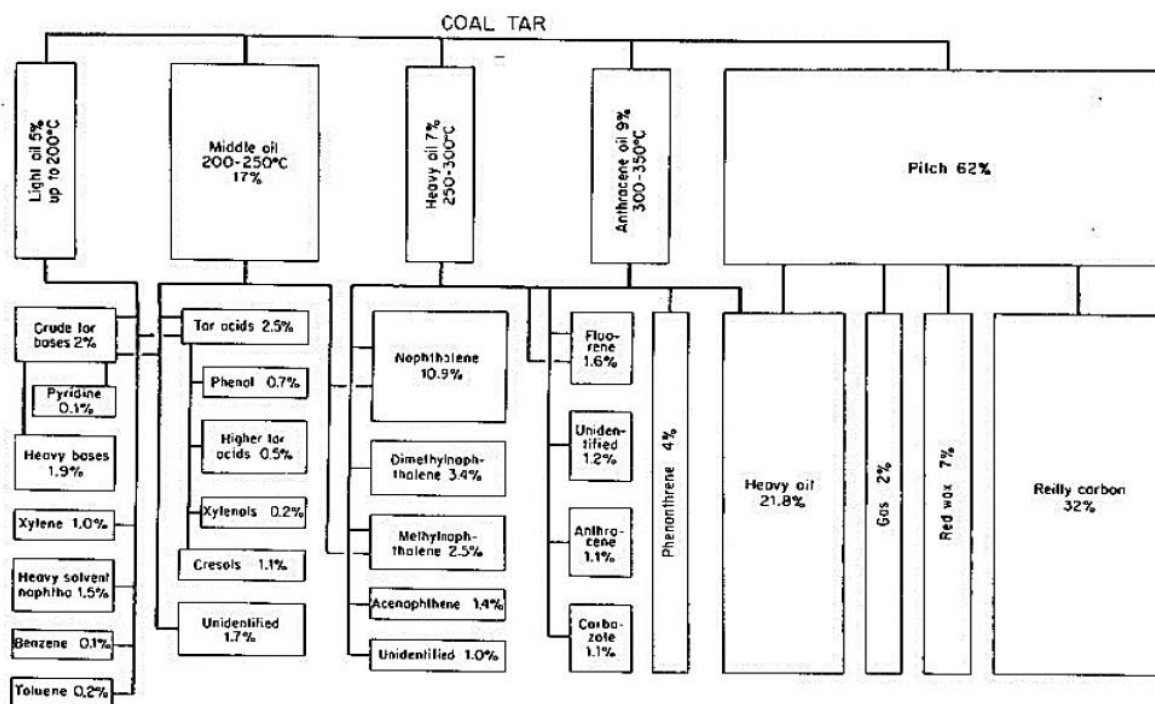 COAL TAR
Light oil 5%
up to 200°C
Middle oil
200-250°C
17%
Heavy oil 7%
250-300°C
Anthracene oil 9%
300-350°C
Pitch 62%
Crude tar
bases 2%
Pyridine
0.1%
Heavy bases
1.9%
Xylene 1.0%
Heavy solvent
naphtha 1.5%
Benzene 0.1%
Toluene 0.2%
Tar acids 2.5%
Phenol 0.7%
Higher tar
acids 0.5%
Xylenols 0.2%
Cresols 1.1%
Unidentified
1.7%
Naphthalene
10.9%
Dimethylnaph-
thalene 3.4%
Methylnaph-
thalene 2.5%
Acenaphthene 1.4%
Unidentified 1.0%
Fluo-
rene
1.6%
Uniden-
tified
1.2%
Anthra-
cene
1.1%
Carba-
zole
1.1%
Phenanthrene 4%
Heavy oil
21.8%
Gas 2%
Red wax 7%
Reilly carbon
32%